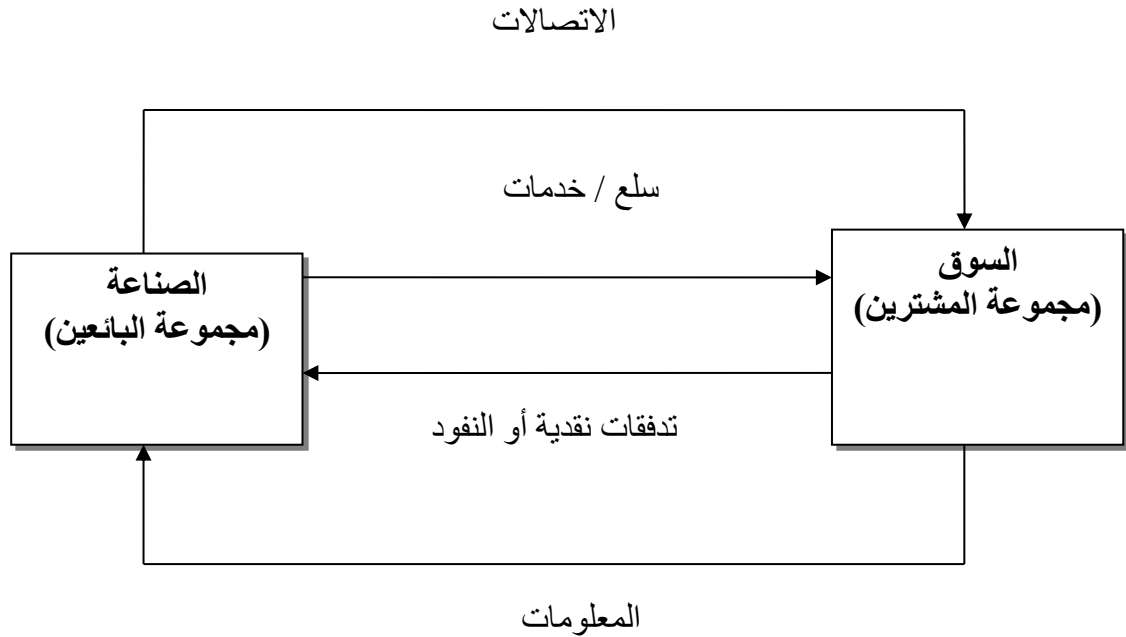 الاتصالات
سلع / خدمات
السوق
(مجموعة المشترين)
الصناعة
(مجموعة البائعين)
تدفقات نقدية أو النفود
المعلومات